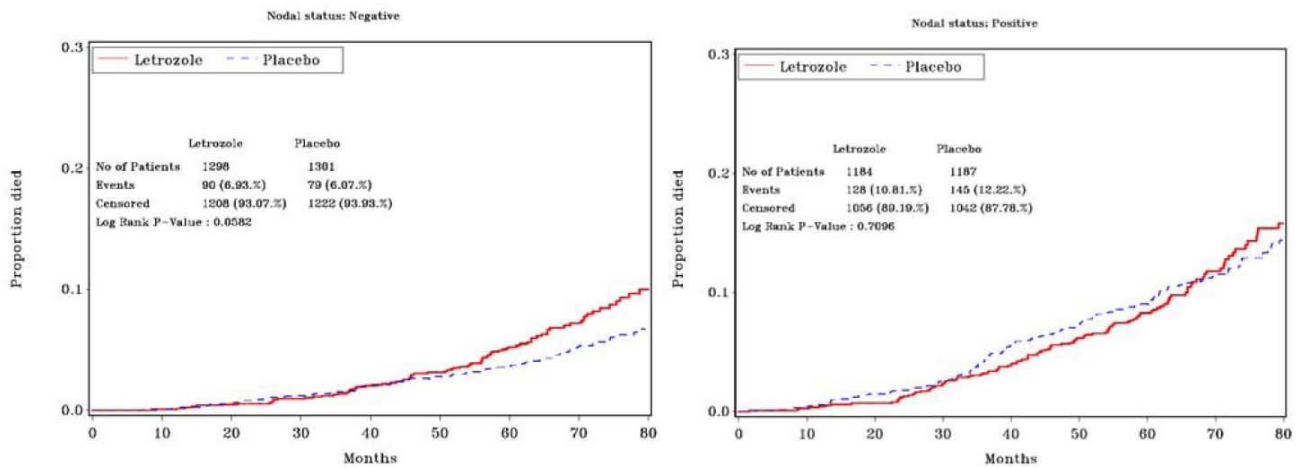 Nodal status: Negative
0.3
Letrozole Placebo
Letrozole Placebo
No of Patients 1298 1301
Events 90 (6.93.%) 79 (6.07.%)
Censored 1208 (93.07.%) 1222 (93.93.%)
Log Rank P-Value : 0.0582
0.2
0.1
0.0
Proportion died
0 10 20 30 40 50 60 70 80
Months
Nodal status: Positive
0.3
Letrozole Placebo
Letrozole Placebo
No of Patients 1184 1187
Events 128 (10.81.%) 145 (12.22.%)
Censored 1056 (89.19.%) 1042 (87.78.%)
Log Rank P-Value : 0.7096
0.2
0.1
0.0
Proportion died
0 10 20 30 40 50 60 70 80
Months